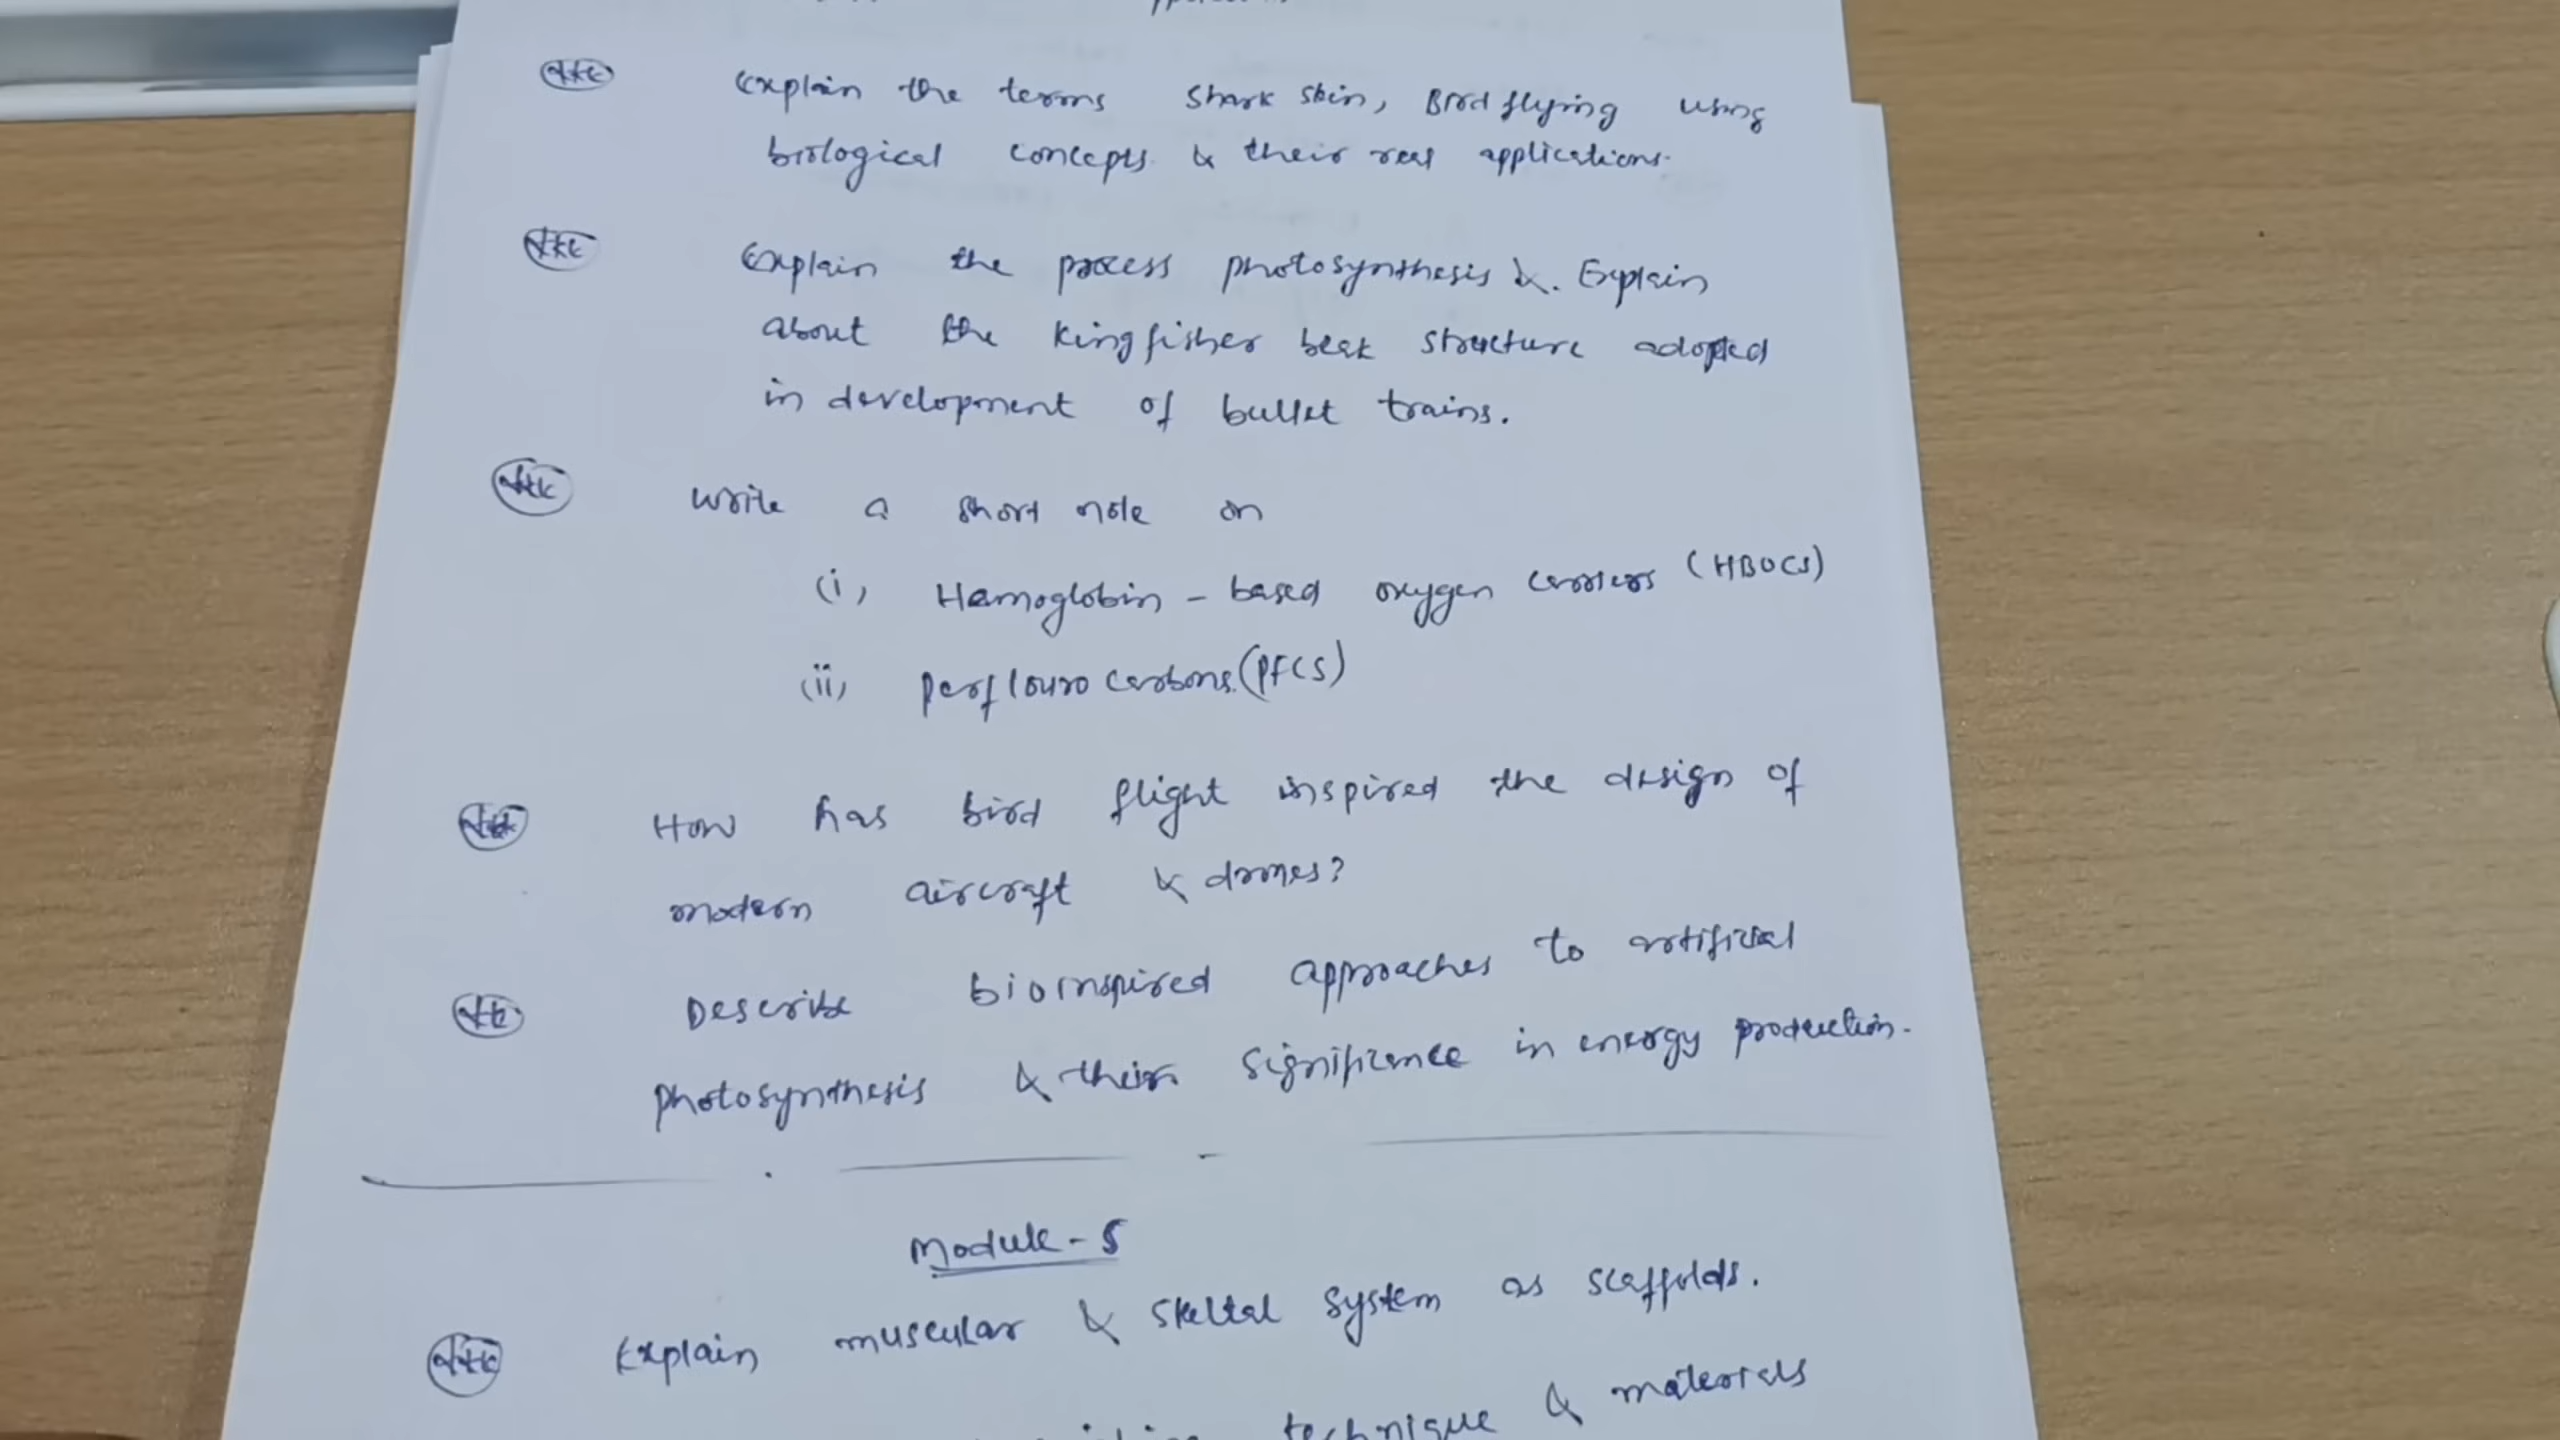 Explain the terms shark skin, Bird flying using
biological concepts & their real applications.
Explain the process photosynthesis &. Explain
about the kingfisher beak structure adopted
in development of bullet trains.
write a short note on
(i) Hemoglobin - based oxygen carriers (HBOCs)
(ii) perflouro carbons. (PFCs)
How has bird flight inspired the design of
modern aircraft & drones?
Describe bioinspired approaches to artificial
photosynthesis & their significance in energy production.
Module - 5
Explain muscular & skeltal system as scaffolds.
technique & materials